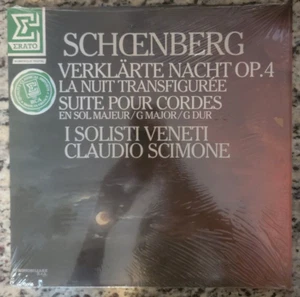 ERATO
SCHŒNBERG
VERKLÄRTE NACHT OP.4
LA NUIT TRANSFIGURÉE
SUITE POUR CORDES
EN SOL MAJEUR/G MAJOR/G DUR
I SOLISTI VENETI
CLAUDIO SCIMONE